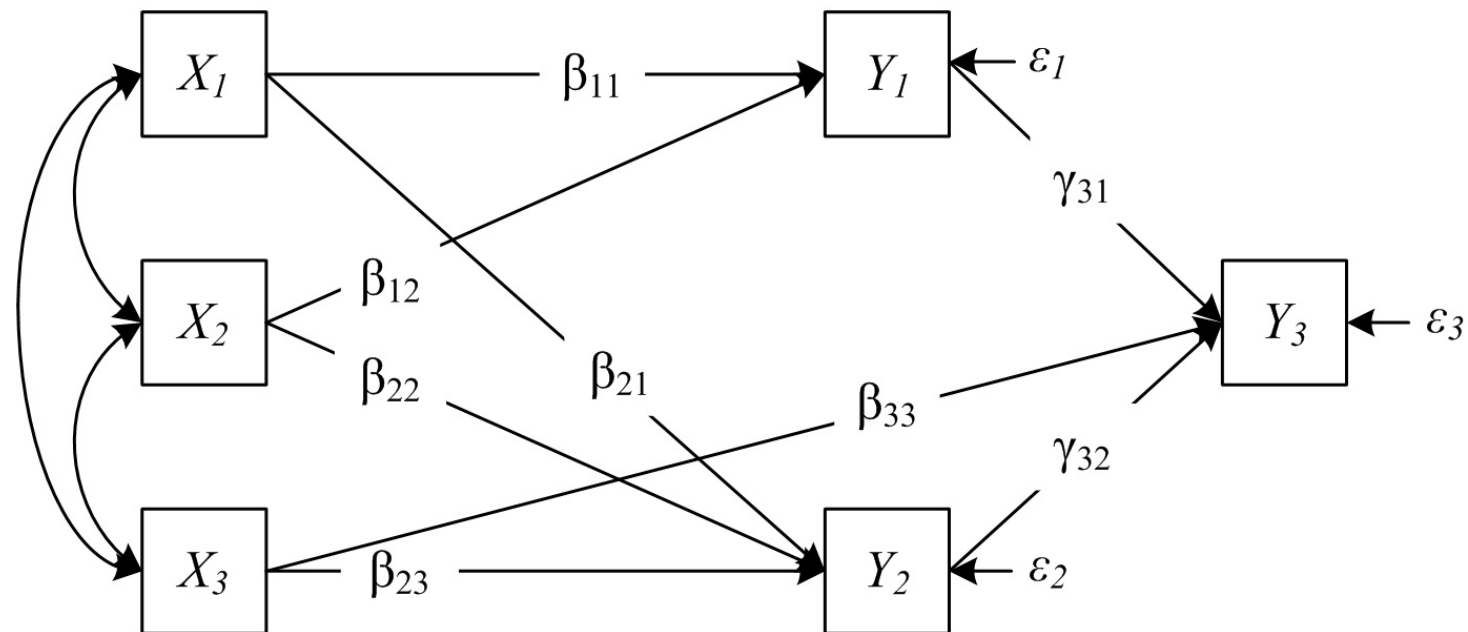 X₁ β₁₁ Y₁ ε₁
γ₃₁
β₁₂
X₂ Y₃ ε₃
β₂₂ β₂₁
β₃₃
γ₃₂
X₃ β₂₃ Y₂ ε₂